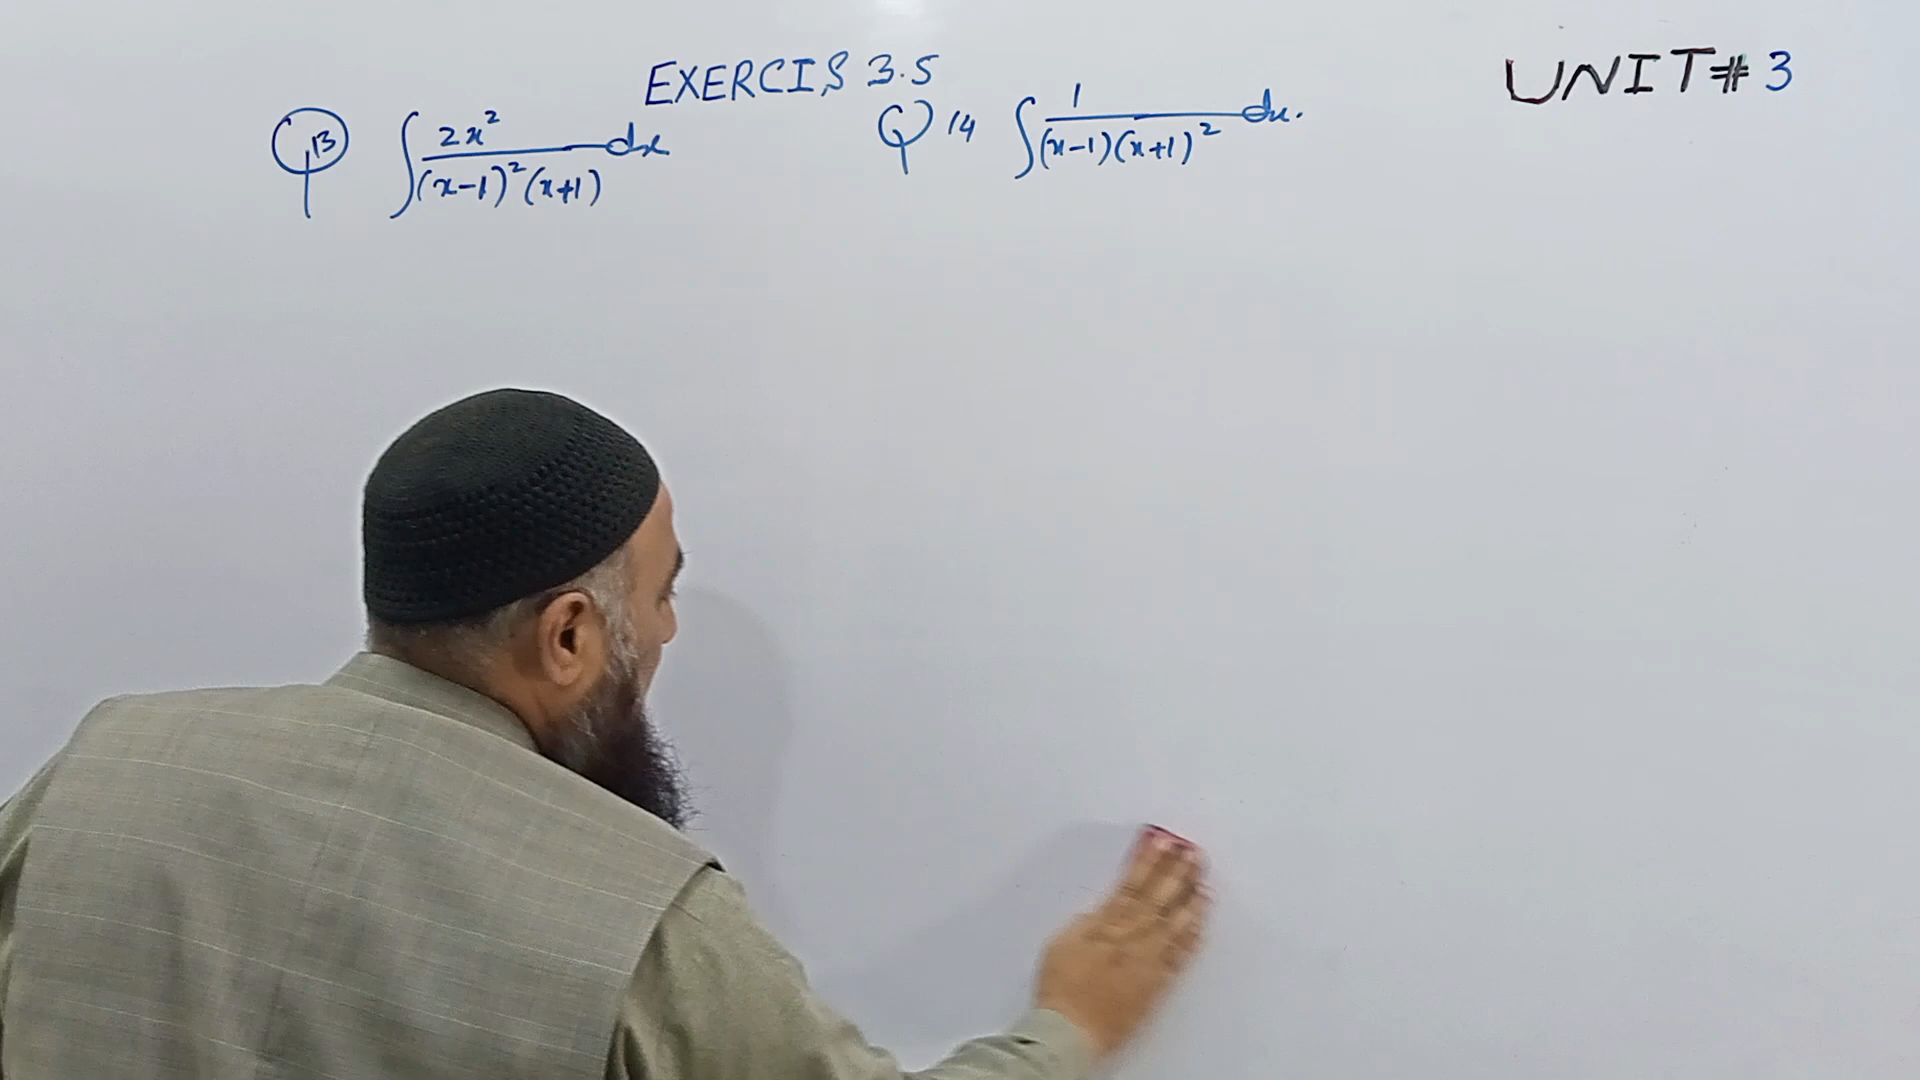 EXERCIS 3.5
UNIT # 3
Q13 ∫ 2x² / (x-1)²(x+1) dx
Q 14 ∫ 1 / (x-1)(x+1)² dx.